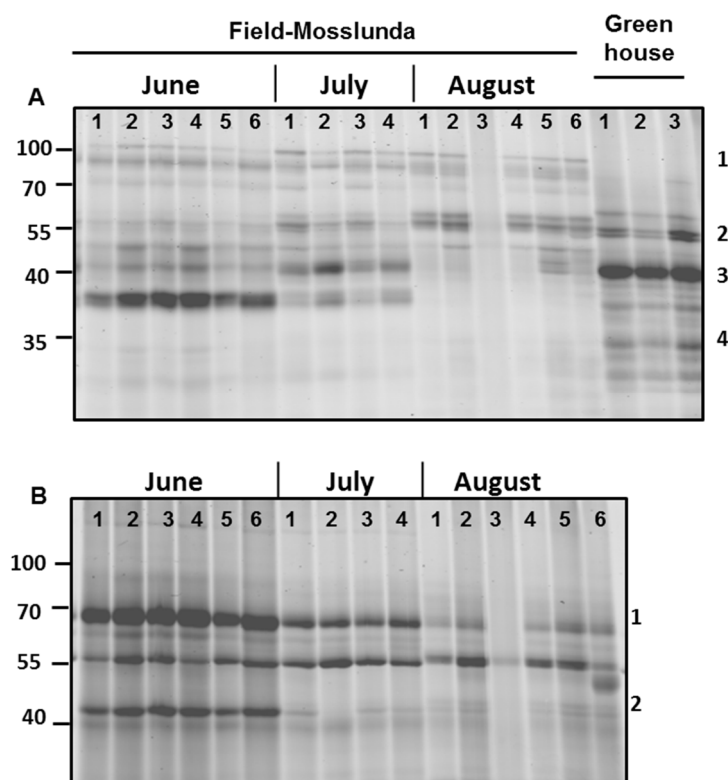 Field-Mosslunda
Green
house
June | July | August
A
1 2 3 4 5 6 1 2 3 4 1 2 3 4 5 6 1 2 3
100
70
55
40
35
1
2
3
4
June | July | August
B
1 2 3 4 5 6 1 2 3 4 1 2 3 4 5 6
100
70
55
40
1
2